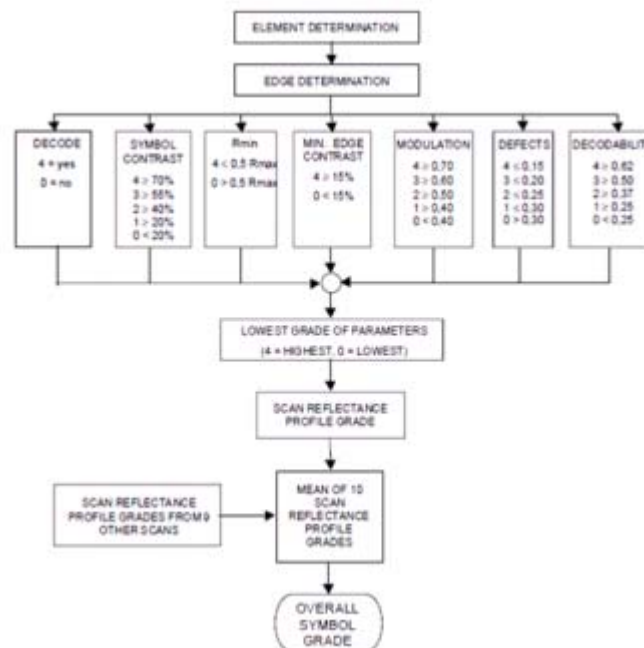 ELEMENT DETERMINATION
EDGE DETERMINATION
DECODE
4 = yes
0 = no
SYMBOL
CONTRAST
4 ≥ 70%
3 ≥ 55%
2 ≥ 40%
1 ≥ 20%
0 < 20%
Rmin
4 < 0,5 Rmax
0 > 0,5 Rmax
MIN. EDGE
CONTRAST
4 ≥ 15%
0 < 15%
MODULATION
4 ≥ 0,70
3 ≥ 0,60
2 ≥ 0,50
1 ≥ 0,40
0 < 0,40
DEFECTS
4 ≤ 0,15
3 ≤ 0,20
2 ≤ 0,25
1 ≤ 0,30
0 > 0,30
DECODABILIT
4 ≥ 0,62
3 ≥ 0,50
2 ≥ 0,37
1 ≥ 0,25
0 < 0,25
LOWEST GRADE OF PARAMETERS
(4 = HIGHEST, 0 = LOWEST)
SCAN REFLECTANCE
PROFILE GRADE
SCAN REFLECTANCE
PROFILE GRADES FROM 9
OTHER SCANS
MEAN OF 10
SCAN
REFLECTANCE
PROFILE
GRADES
OVERALL
SYMBOL
GRADE